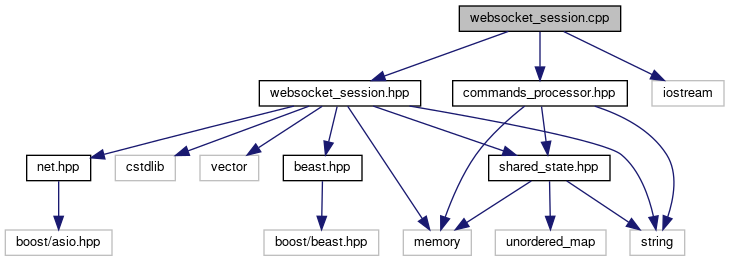 websocket_session.cpp
websocket_session.hpp
commands_processor.hpp
iostream
net.hpp
cstdlib
vector
beast.hpp
shared_state.hpp
boost/asio.hpp
boost/beast.hpp
memory
unordered_map
string